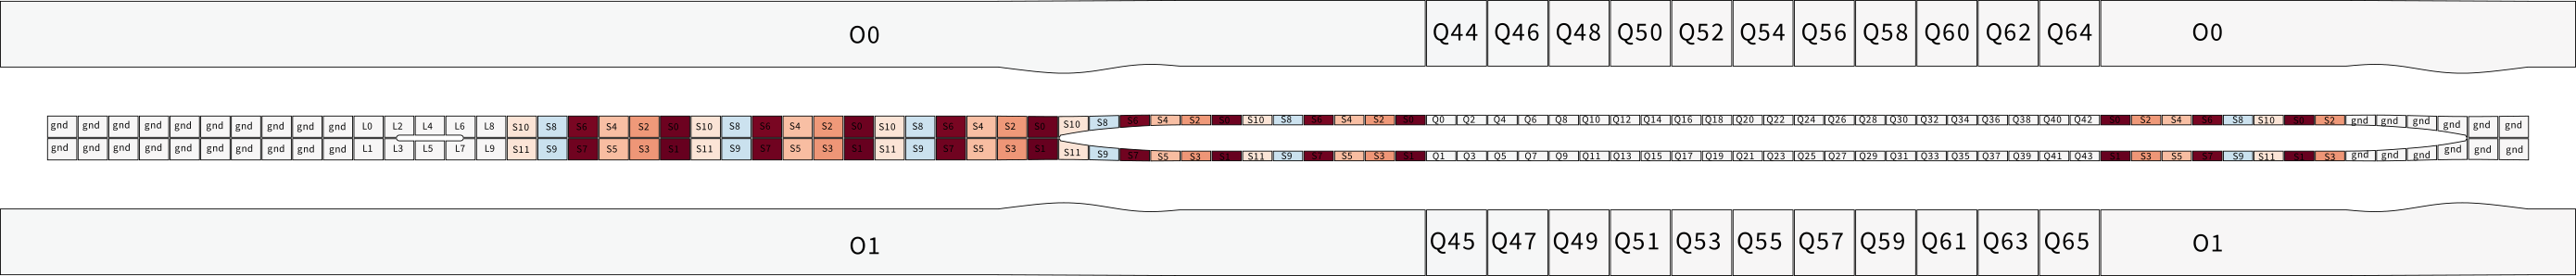 O0 Q44 Q46 Q48 Q50 Q52 Q54 Q56 Q58 Q60 Q62 Q64 O0
gnd gnd gnd gnd gnd gnd gnd gnd gnd gnd L0 L2 L4 L6 L8 S10 S8 S6 S4 S2 S0 S10 S8 S6 S4 S2 S0 S10 S8 S6 S4 S2 S0 S10 S8 S6 S4 S2 S0 S10 S8 S6 S4 S2 S0 Q0 Q2 Q4 Q6 Q8 Q10 Q12 Q14 Q16 Q18 Q20 Q22 Q24 Q26 Q28 Q30 Q32 Q34 Q36 Q38 Q40 Q42 S0 S2 S4 S6 S8 S10 S0 S2 gnd gnd gnd gnd gnd gnd
gnd gnd gnd gnd gnd gnd gnd gnd gnd gnd L1 L3 L5 L7 L9 S11 S9 S7 S5 S3 S1 S11 S9 S7 S5 S3 S1 S11 S9 S7 S5 S3 S1 S11 S9 S7 S5 S3 S1 S11 S9 S7 S5 S3 S1 Q1 Q3 Q5 Q7 Q9 Q11 Q13 Q15 Q17 Q19 Q21 Q23 Q25 Q27 Q29 Q31 Q33 Q35 Q37 Q39 Q41 Q43 S1 S3 S5 S7 S9 S11 S1 S3 gnd gnd gnd gnd gnd gnd
O1 Q45 Q47 Q49 Q51 Q53 Q55 Q57 Q59 Q61 Q63 Q65 O1